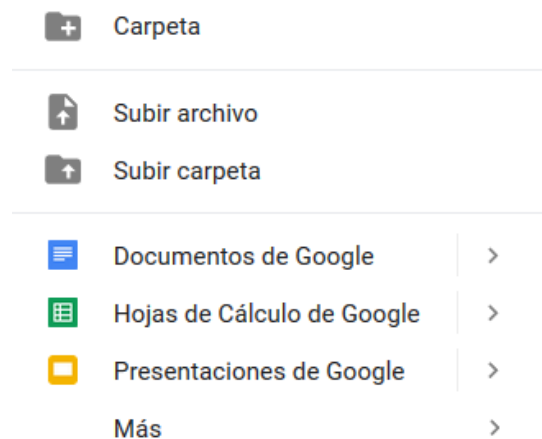 Carpeta
Subir archivo
Subir carpeta
Documentos de Google
Hojas de Cálculo de Google
Presentaciones de Google
Más